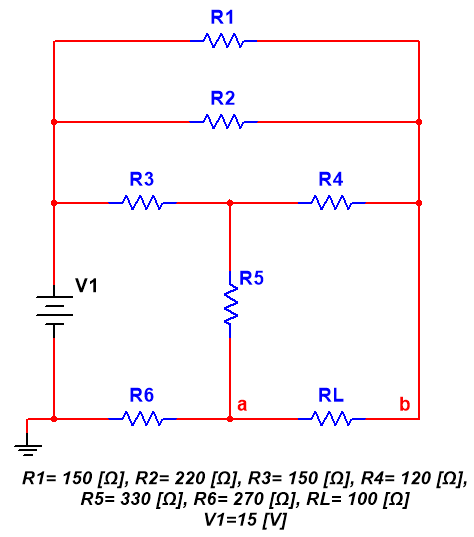 R1
R2
R3 R4
V1
R5
R6 a RL b
R1= 150 [Ω], R2= 220 [Ω], R3= 150 [Ω], R4= 120 [Ω],
R5= 330 [Ω], R6= 270 [Ω], RL= 100 [Ω]
V1=15 [V]